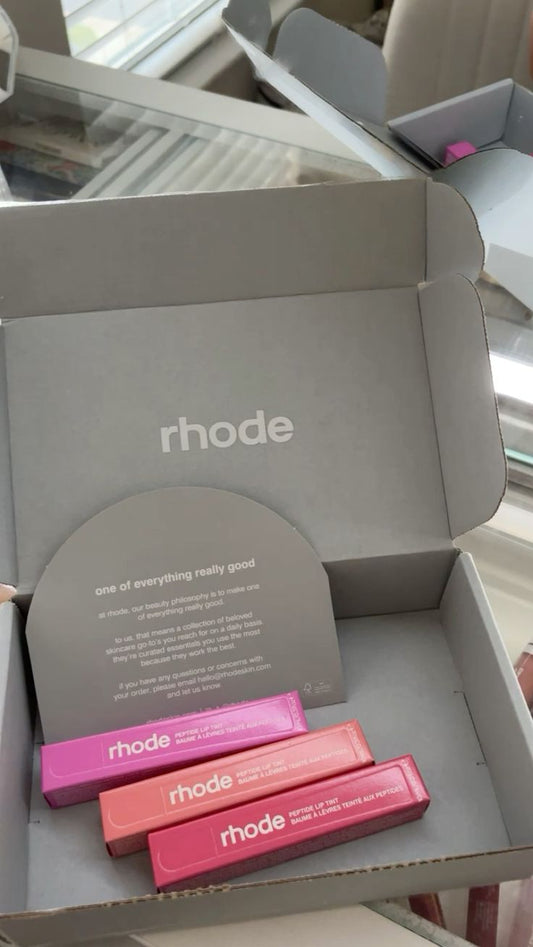 rhode
one of everything really good
at rhode, our beauty philosophy is to make one
of everything really good.
to us, that means a collection of beloved
skincare go-to's you reach for on a daily basis.
they're curated essentials you use the most
because they work the best.
if you have any questions or concerns with
your order, please email hello@rhodeskin.com
and let us know.
rhode PEPTIDE LIP TINT
BAUME À LÈVRES TEINTÉ AUX PEPTIDES
rhode PEPTIDE LIP TINT
BAUME À LÈVRES TEINTÉ AUX PEPTIDES
rhode PEPTIDE LIP TINT
BAUME À LÈVRES TEINTÉ AUX PEPTIDES